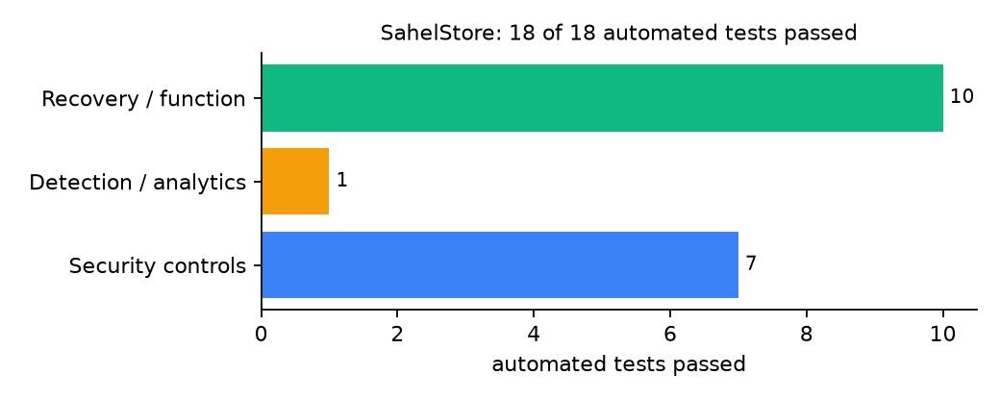 SahelStore: 18 of 18 automated tests passed
Recovery / function
10
Detection / analytics
1
Security controls
7
0 2 4 6 8 10
automated tests passed